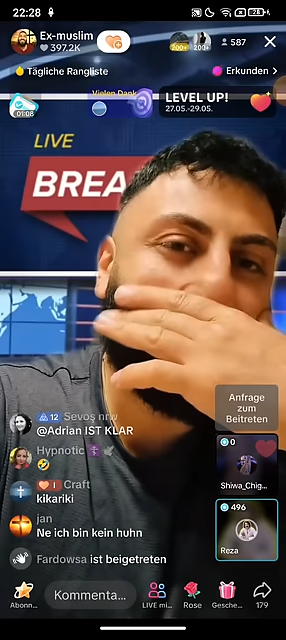 22:28
26
Ex-muslim
397.2K
200+
200+
587
Tägliche Rangliste
Erkunden
Vielen Dank
LEVEL UP!
27.05.-29.05.
01:08
LIVE
BREA
Anfrage
zum
Beitreten
12 Sevoş nrw
@Adrian IST KLAR
0
Hypnotic
🤣
Shiwa_Chig...
I Craft
kikariki
496
jan
Ne ich bin kein huhn
Reza
Fardowsa ist beigetreten
Kommenta...
Abonn...
LIVE mi...
Rose
Gesche...
179